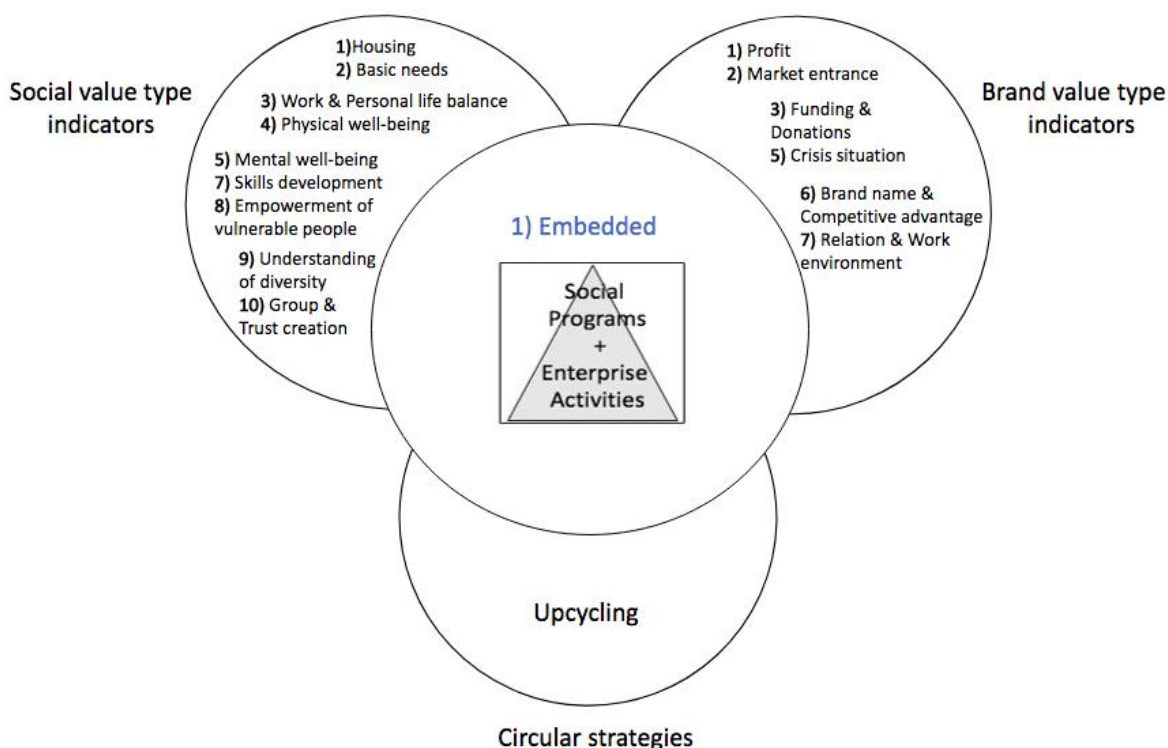 Social value type
indicators
1)Housing
2) Basic needs
3) Work & Personal life balance
4) Physical well-being
5) Mental well-being
7) Skills development
8) Empowerment of
vulnerable people
9) Understanding
of diversity
10) Group &
Trust creation
Brand value type
indicators
1) Profit
2) Market entrance
3) Funding &
Donations
5) Crisis situation
6) Brand name &
Competitive advantage
7) Relation & Work
environment
1) Embedded
Social
Programs
+
Enterprise
Activities
Upcycling
Circular strategies